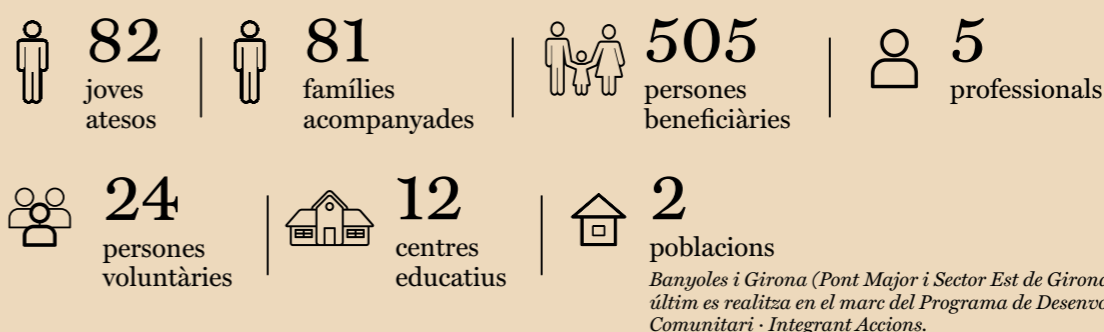 82
joves
atesos
81
famílies
acompanyades
505
persones
beneficiàries
5
professionals
24
persones
voluntàries
12
centres
educatius
2
poblacions
Banyoles i Girona (Pont Major i Sector Est de Girona
últim es realitza en el marc del Programa de
Comunitari · Integrant Accions.